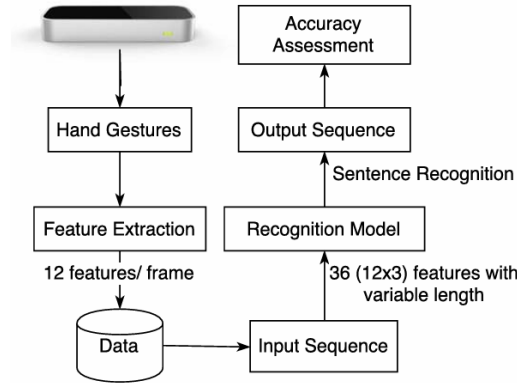 Hand Gestures
Feature Extraction
12 features/ frame
Data
Input Sequence
36 (12x3) features with
variable length
Recognition Model
Sentence Recognition
Output Sequence
Accuracy
Assessment